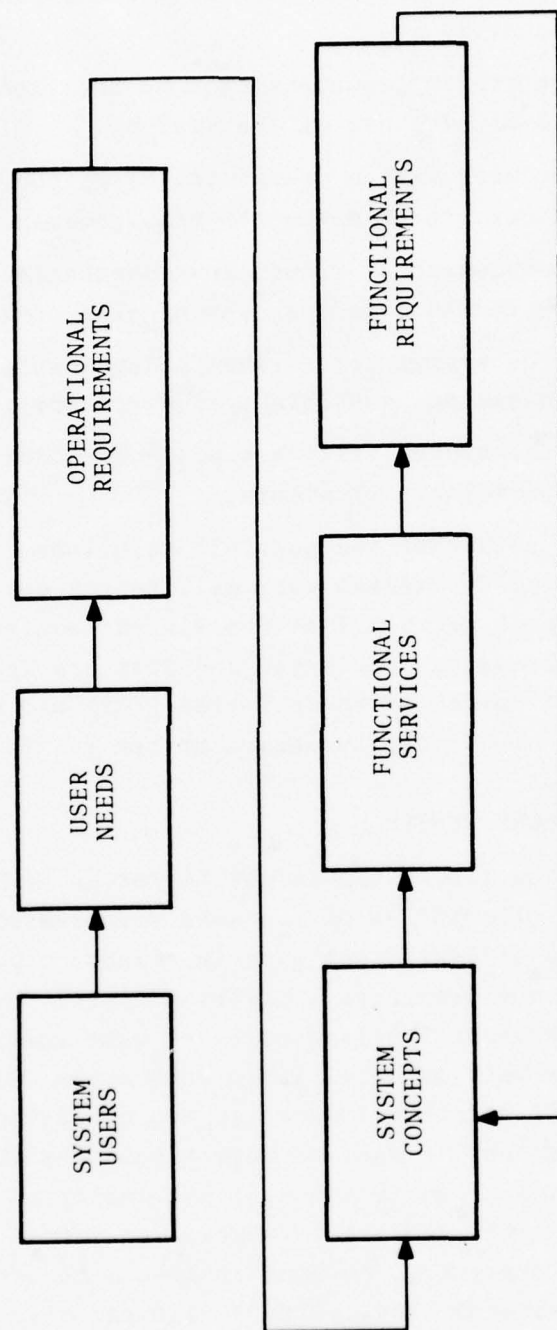 SYSTEM
USERS
USER
NEEDS
OPERATIONAL
REQUIREMENTS
SYSTEM
CONCEPTS
FUNCTIONAL
SERVICES
FUNCTIONAL
REQUIREMENTS